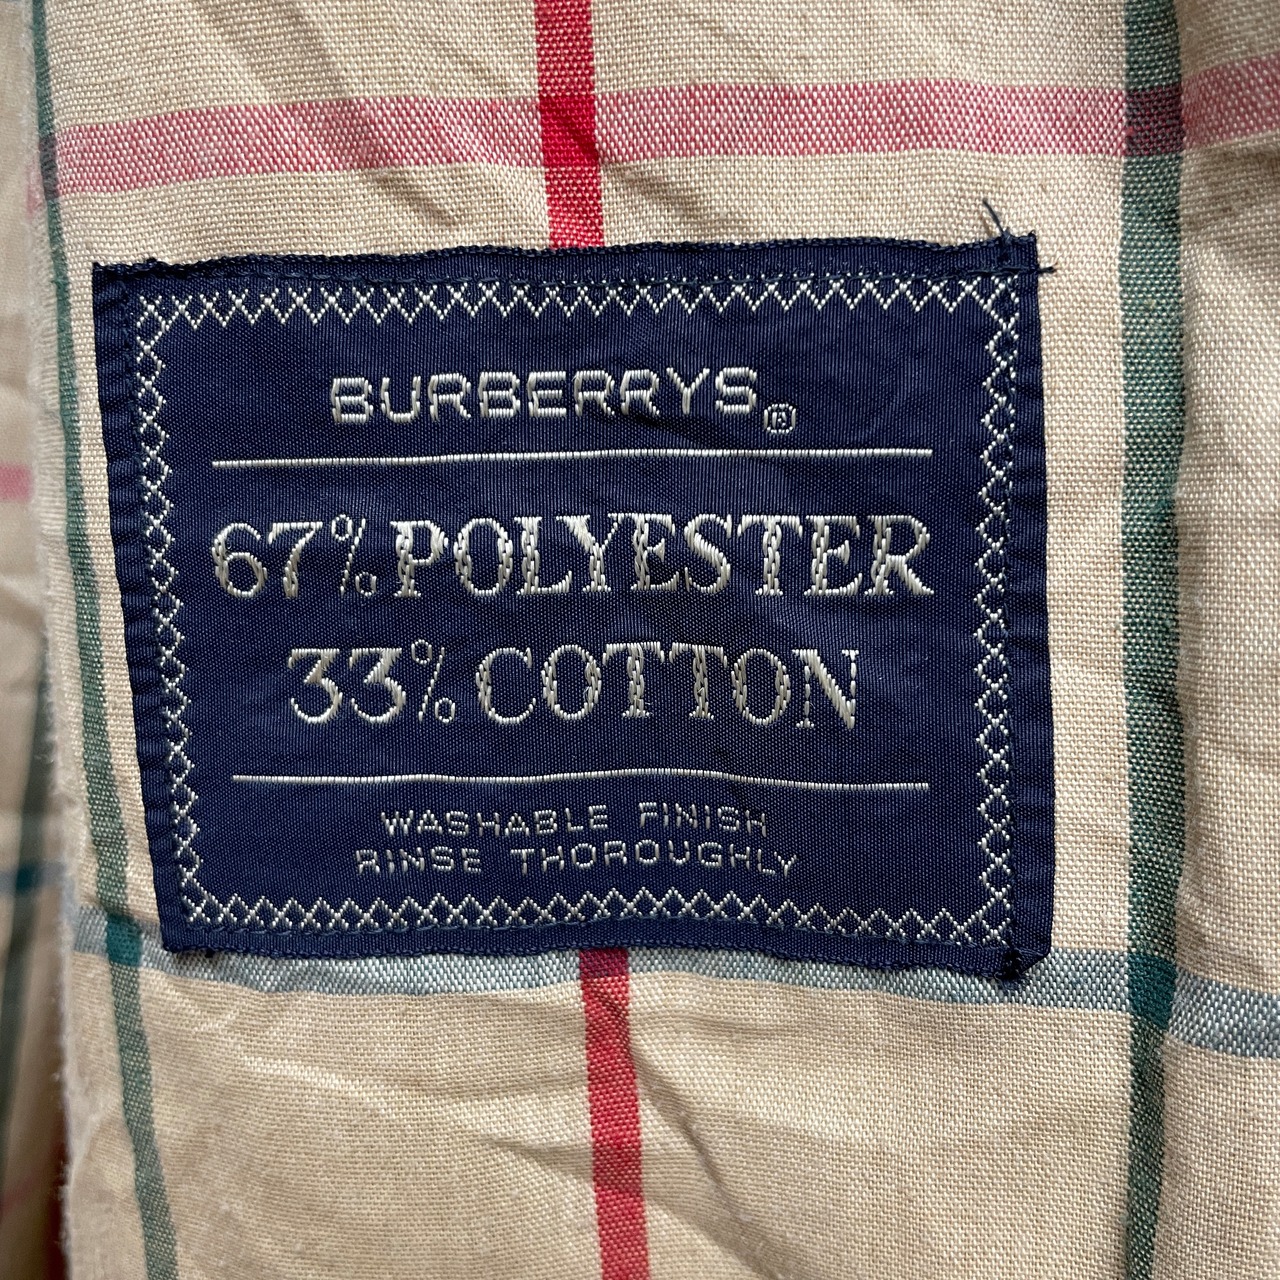 BURBERRYS®
67% POLYESTER
33% COTTON
WASHABLE FINISH
RINSE THOROUGHLY